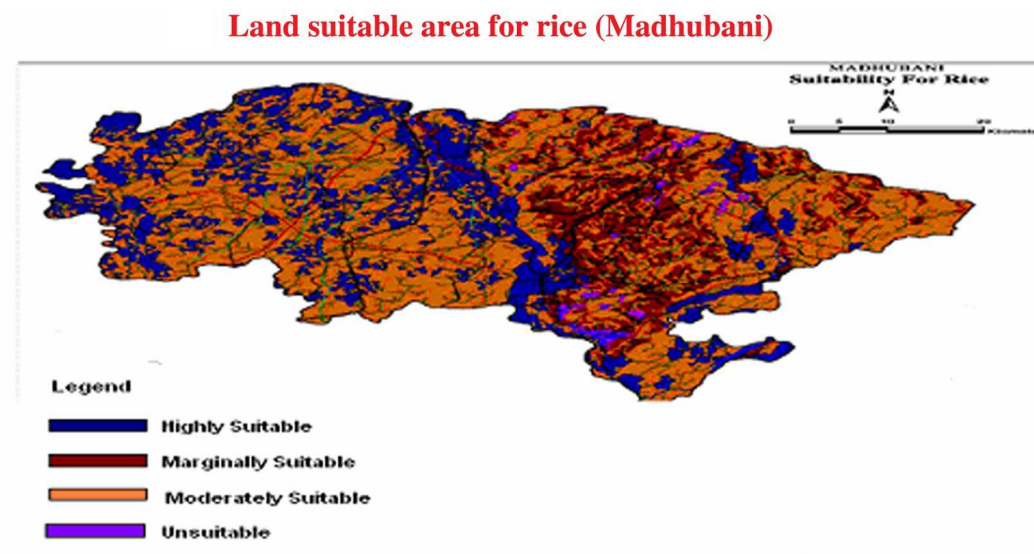 Land suitable area for rice (Madhubani)
MADHUBANI
Suitability For Rice
N
0 5 10 20
Legend
Highly Suitable
Marginally Suitable
Moderately Suitable
Unsuitable